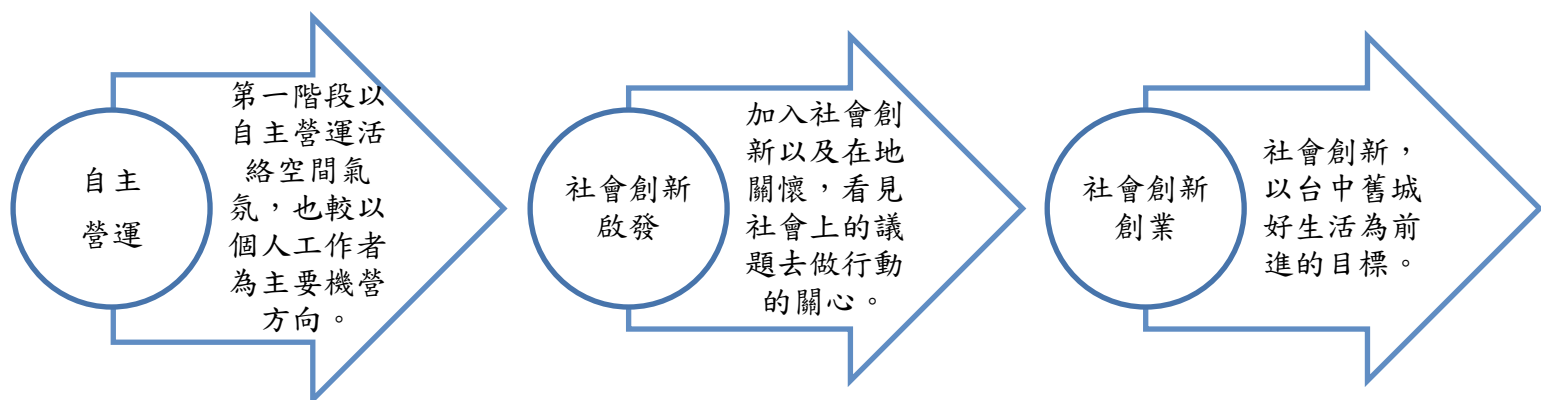 自主
營運
第一階段以
自主營運活
絡空間氣
氛，也較以
個人工作者
為主要機營
方向。
社會創新
啟發
加入社會創
新以及在地
關懷，看見
社會上的議
題去做行動
的關心。
社會創新
創業
社會創新，
以台中舊城
好生活為前
進的目標。